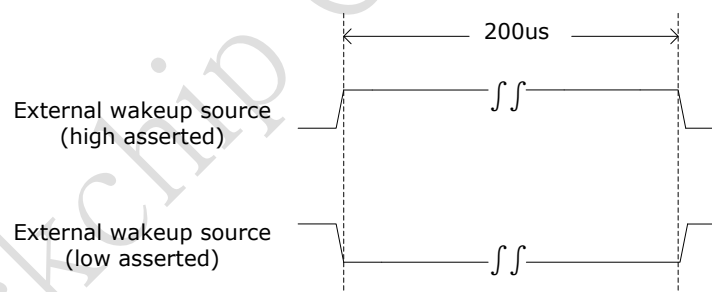 200us
External wakeup source
(high asserted)
External wakeup source
(low asserted)